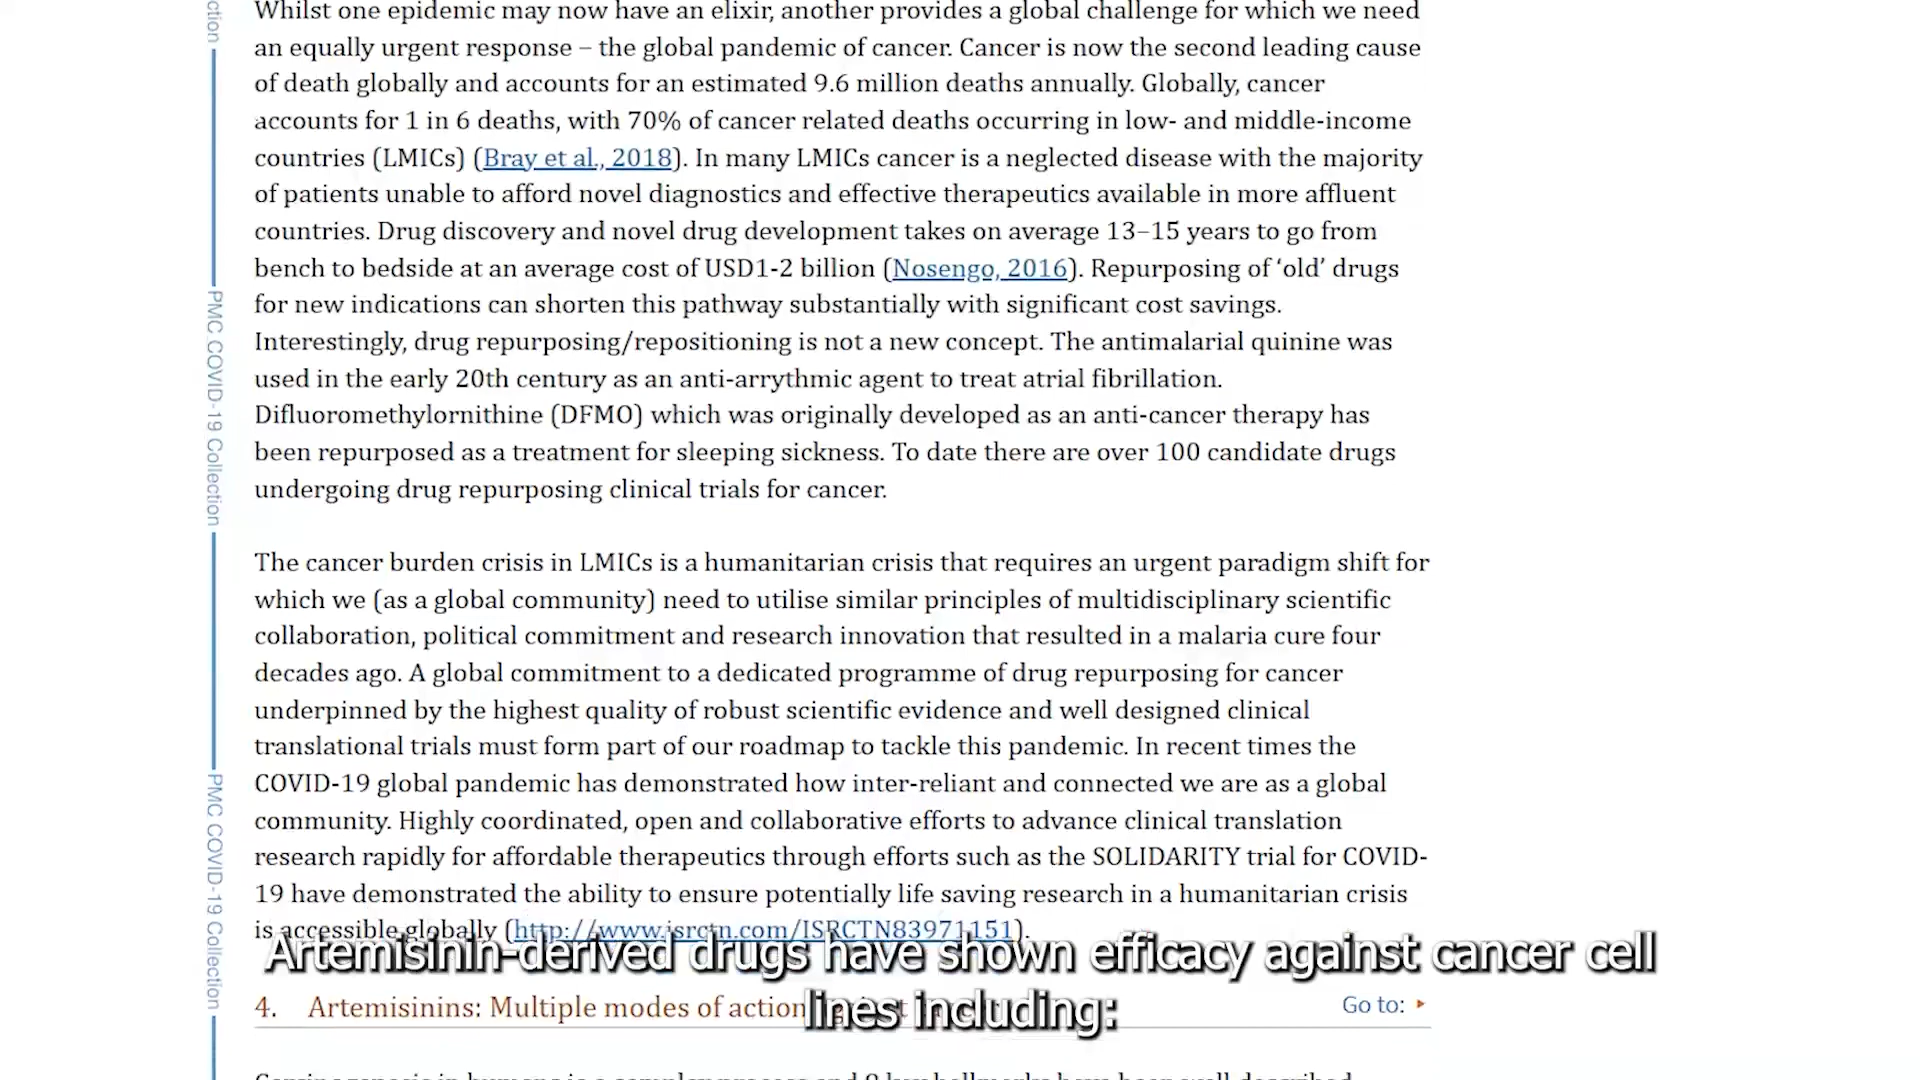 Whilst one epidemic may now have an elixir, another provides a global challenge for which we need
an equally urgent response – the global pandemic of cancer. Cancer is now the second leading cause
of death globally and accounts for an estimated 9.6 million deaths annually. Globally, cancer
accounts for 1 in 6 deaths, with 70% of cancer related deaths occurring in low- and middle-income
countries (LMICs) (Bray et al., 2018). In many LMICs cancer is a neglected disease with the majority
of patients unable to afford novel diagnostics and effective therapeutics available in more affluent
countries. Drug discovery and novel drug development takes on average 13–15 years to go from
bench to bedside at an average cost of USD1-2 billion (Nosengo, 2016). Repurposing of ‘old’ drugs
for new indications can shorten this pathway substantially with significant cost savings.
Interestingly, drug repurposing/repositioning is not a new concept. The antimalarial quinine was
used in the early 20th century as an anti-arrythmic agent to treat atrial fibrillation.
Difluoromethylornithine (DFMO) which was originally developed as an anti-cancer therapy has
been repurposed as a treatment for sleeping sickness. To date there are over 100 candidate drugs
undergoing drug repurposing clinical trials for cancer.
The cancer burden crisis in LMICs is a humanitarian crisis that requires an urgent paradigm shift for
which we (as a global community) need to utilise similar principles of multidisciplinary scientific
collaboration, political commitment and research innovation that resulted in a malaria cure four
decades ago. A global commitment to a dedicated programme of drug repurposing for cancer
underpinned by the highest quality of robust scientific evidence and well designed clinical
translational trials must form part of our roadmap to tackle this pandemic. In recent times the
COVID-19 global pandemic has demonstrated how inter-reliant and connected we are as a global
community. Highly coordinated, open and collaborative efforts to advance clinical translation
research rapidly for affordable therapeutics through efforts such as the SOLIDARITY trial for COVID-
19 have demonstrated the ability to ensure potentially life saving research in a humanitarian crisis
is accessible globally (http://www.isrctn.com/ISRCTN83971151).
Artemisinin-derived drugs have shown efficacy against cancer cell
lines including:
4. Artemisinins: Multiple modes of action
Go to:
ction
PMC COVID-19 Collection
PMC COVID-19 Collection